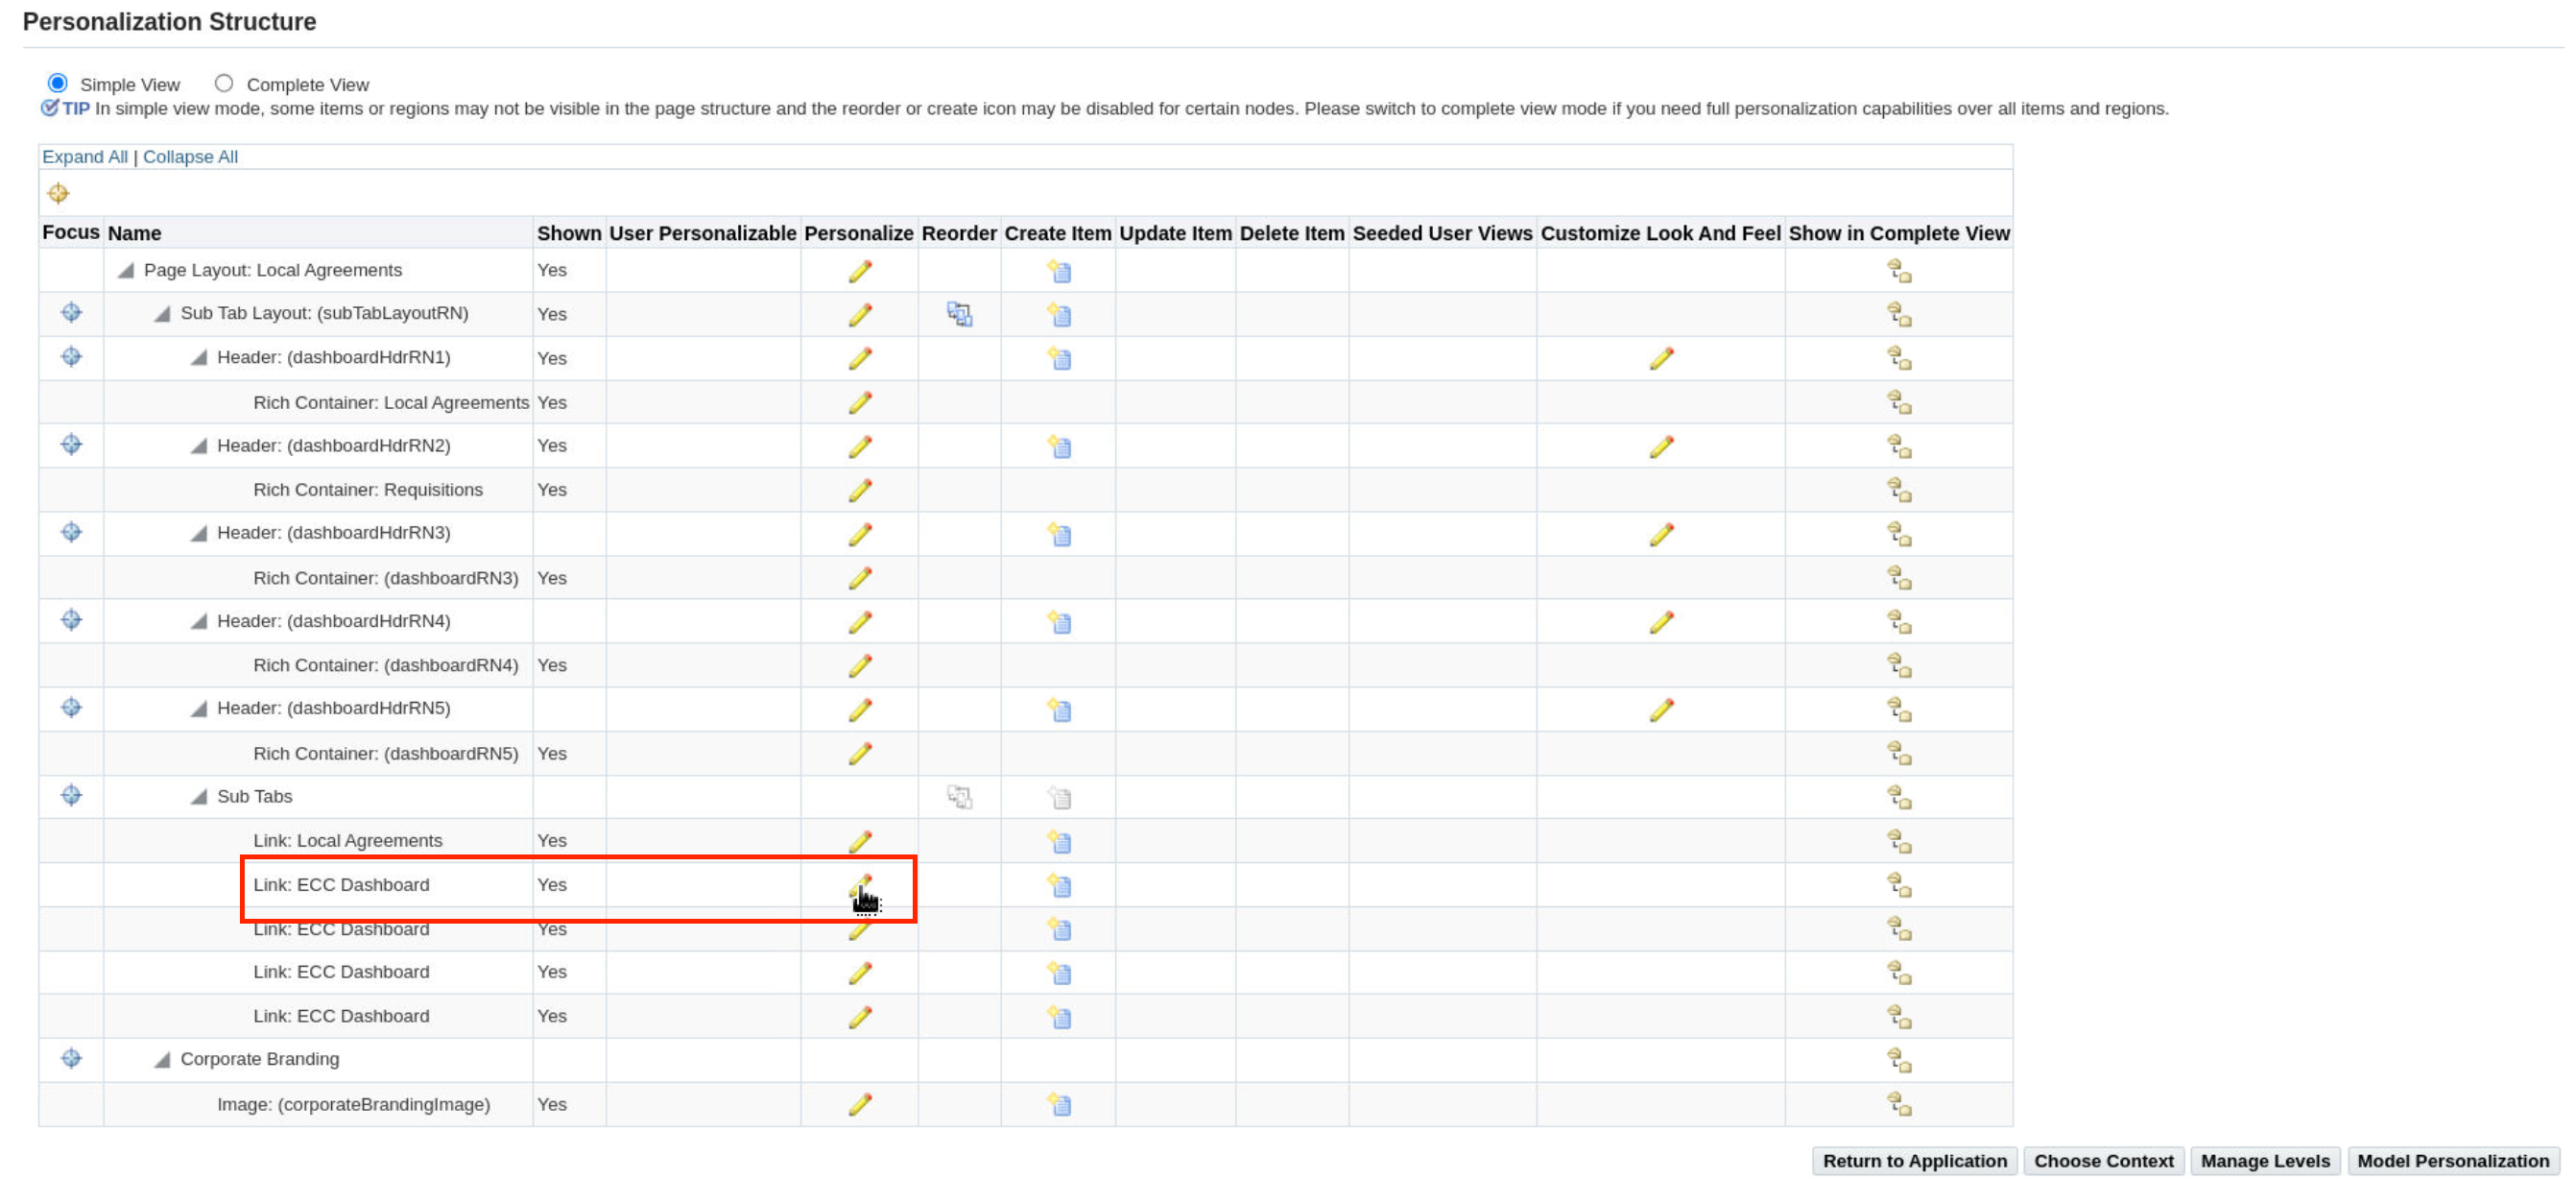 Personalization Structure
Simple View Complete View
TIP In simple view mode, some items or regions may not be visible in the page structure and the reorder or create icon may be disabled for certain nodes. Please switch to complete view mode if you need full personalization capabilities over all items and regions.
Expand All | Collapse All
Focus Name Shown User Personalizable Personalize Reorder Create Item Update Item Delete Item Seeded User Views Customize Look And Feel Show in Complete View
Page Layout: Local Agreements Yes
Sub Tab Layout: (subTabLayoutRN) Yes
Header: (dashboardHdrRN1) Yes
Rich Container: Local Agreements Yes
Header: (dashboardHdrRN2) Yes
Rich Container: Requisitions Yes
Header: (dashboardHdrRN3)
Rich Container: (dashboardRN3) Yes
Header: (dashboardHdrRN4)
Rich Container: (dashboardRN4) Yes
Header: (dashboardHdrRN5)
Rich Container: (dashboardRN5) Yes
Sub Tabs
Link: Local Agreements Yes
Link: ECC Dashboard Yes
Link: ECC Dashboard Yes
Link: ECC Dashboard Yes
Link: ECC Dashboard Yes
Corporate Branding
Image: (corporateBrandingImage) Yes
Return to Application Choose Context Manage Levels Model Personalization